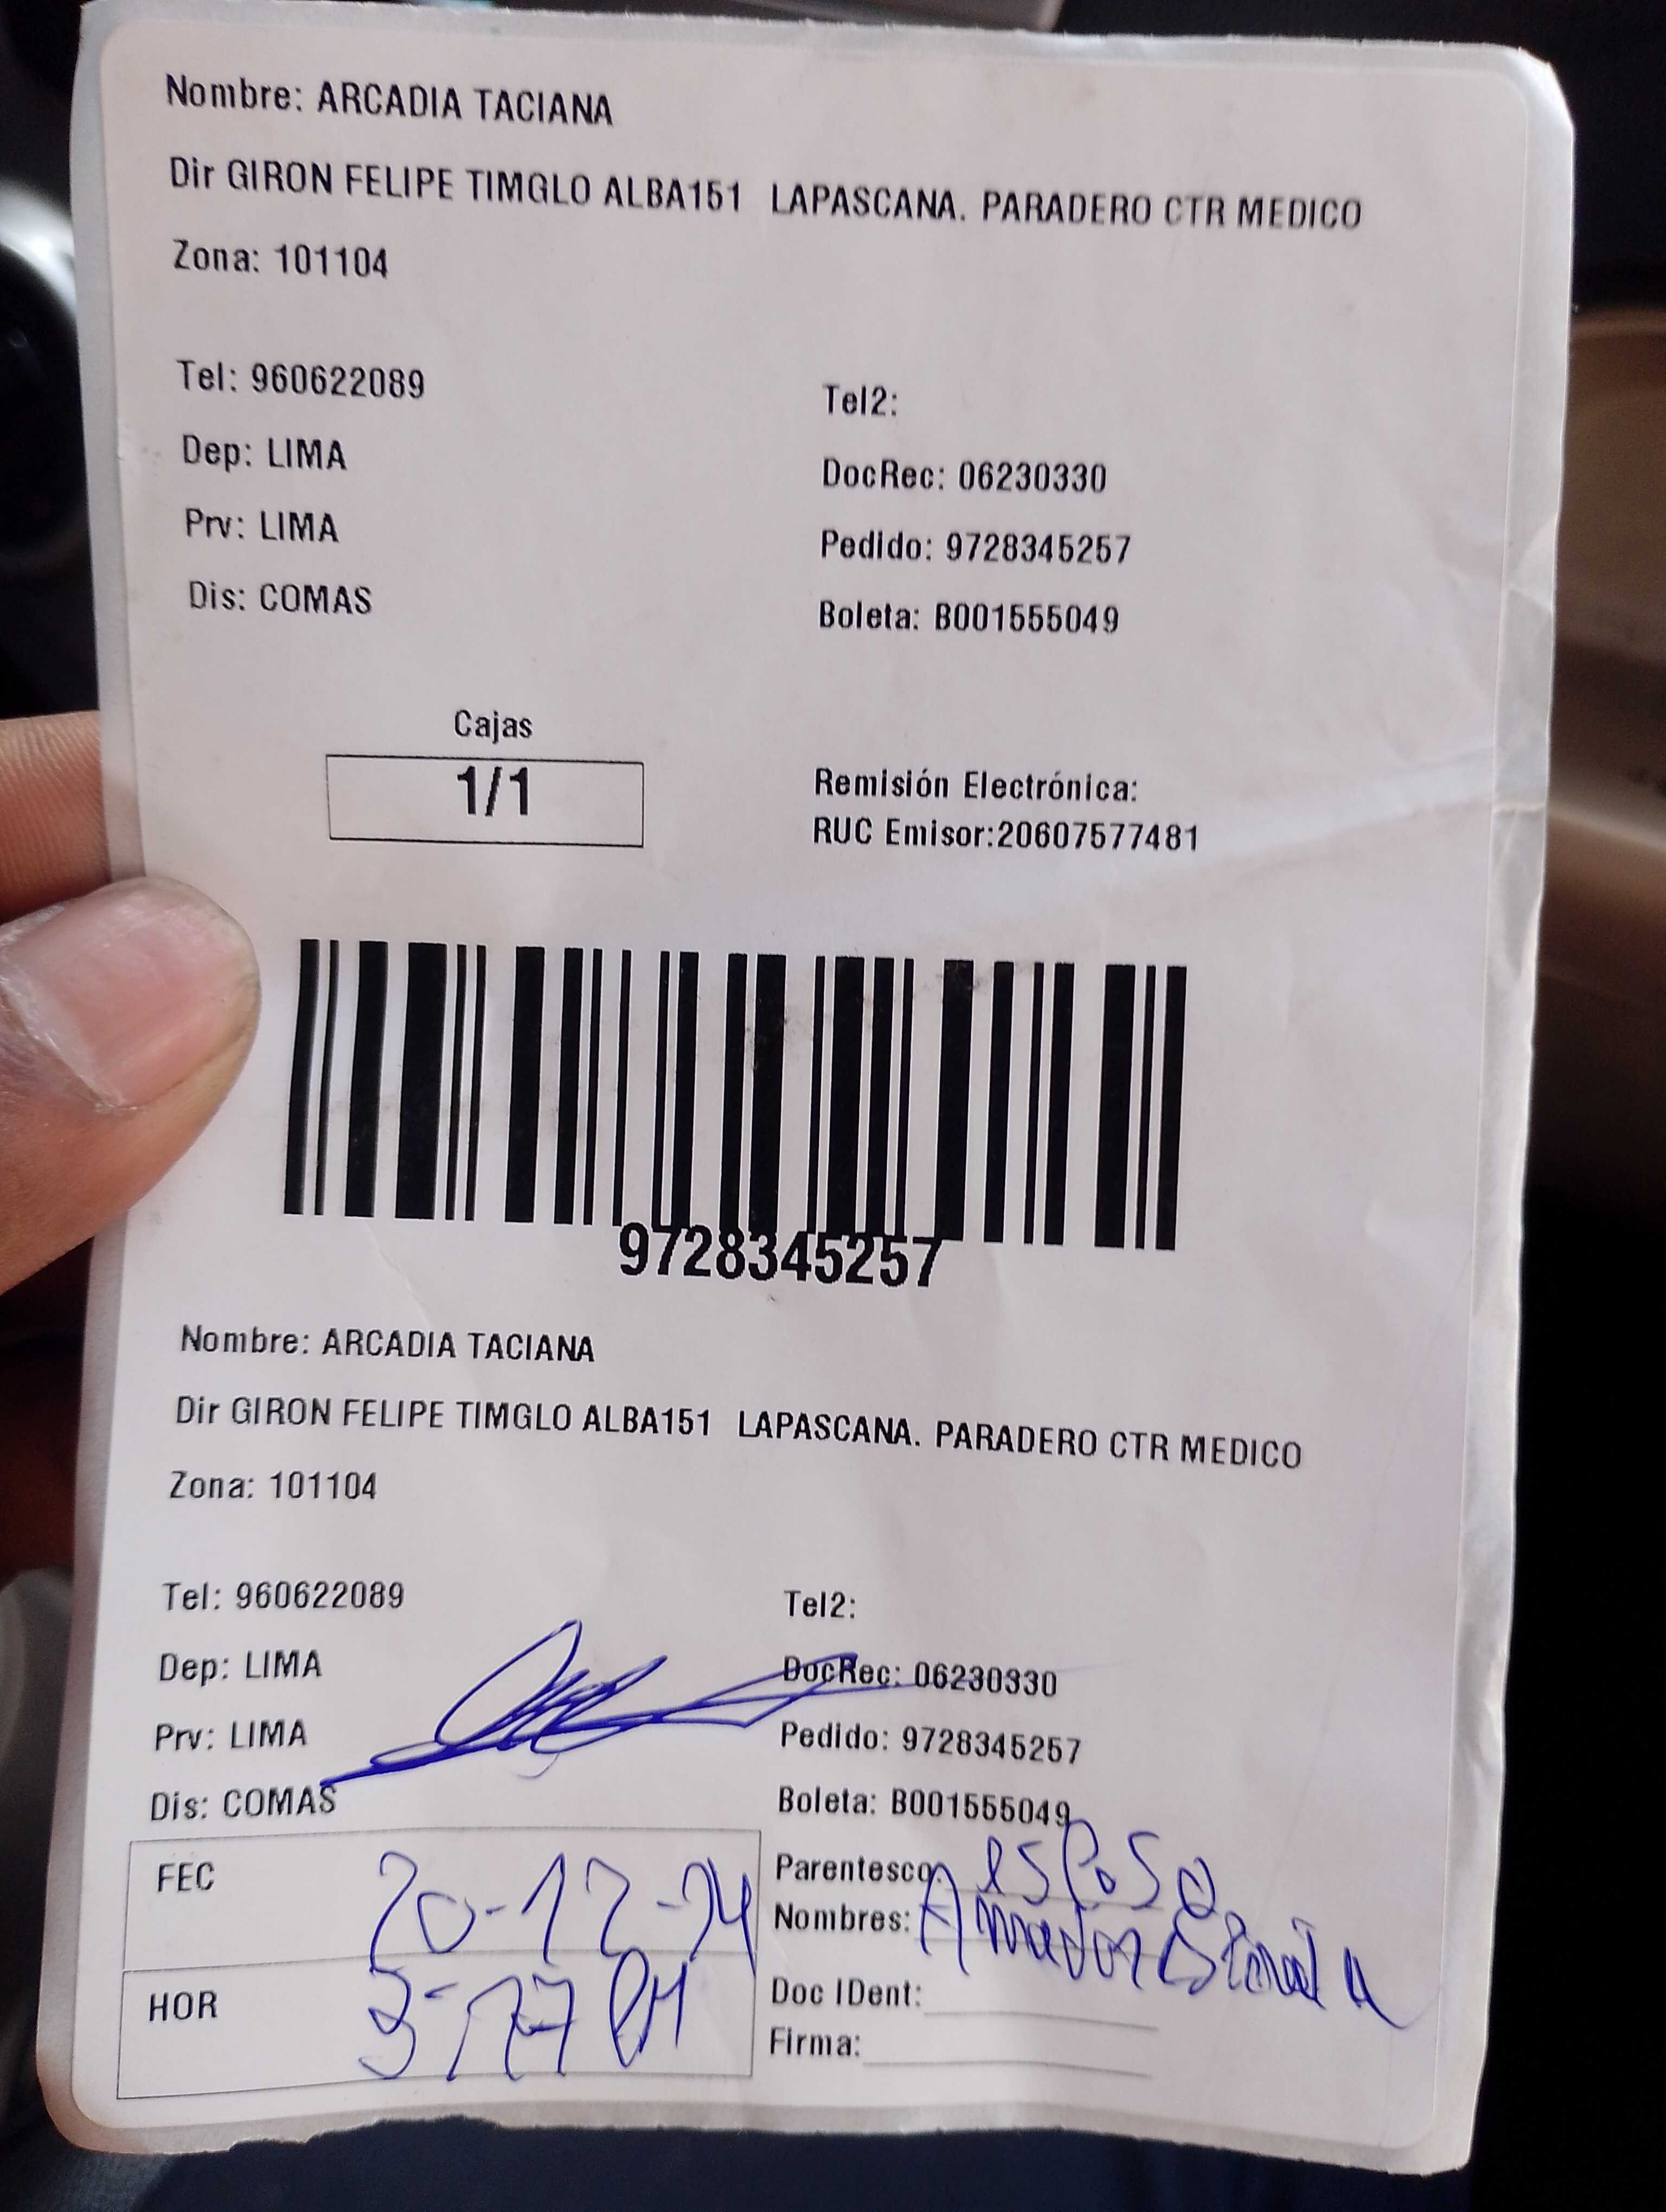 Nombre: ARCADIA TACIANA
Dir GIRON FELIPE TIMGLO ALBA151 LAPASCANA. PARADERO CTR MEDICO
Zona: 101104
Tel: 960622089
Tel2:
Dep: LIMA
DocRec: 06230330
Prv: LIMA
Pedido: 9728345257
Dis: COMAS
Boleta: B001555049
Cajas
1/1
Remisión Electrónica:
RUC Emisor:20607577481
9728345257
Nombre: ARCADIA TACIANA
Dir GIRON FELIPE TIMGLO ALBA151 LAPASCANA. PARADERO CTR MEDICO
Zona: 101104
Tel: 960622089
Tel2:
Dep: LIMA
DocRec: 06230330
Prv: LIMA
Pedido: 9728345257
Dis: COMAS
Boleta: B001555049
FEC 20-12-24
Parentesco: esposo
Nombres: Amador
HOR
Doc IDent:
Firma: